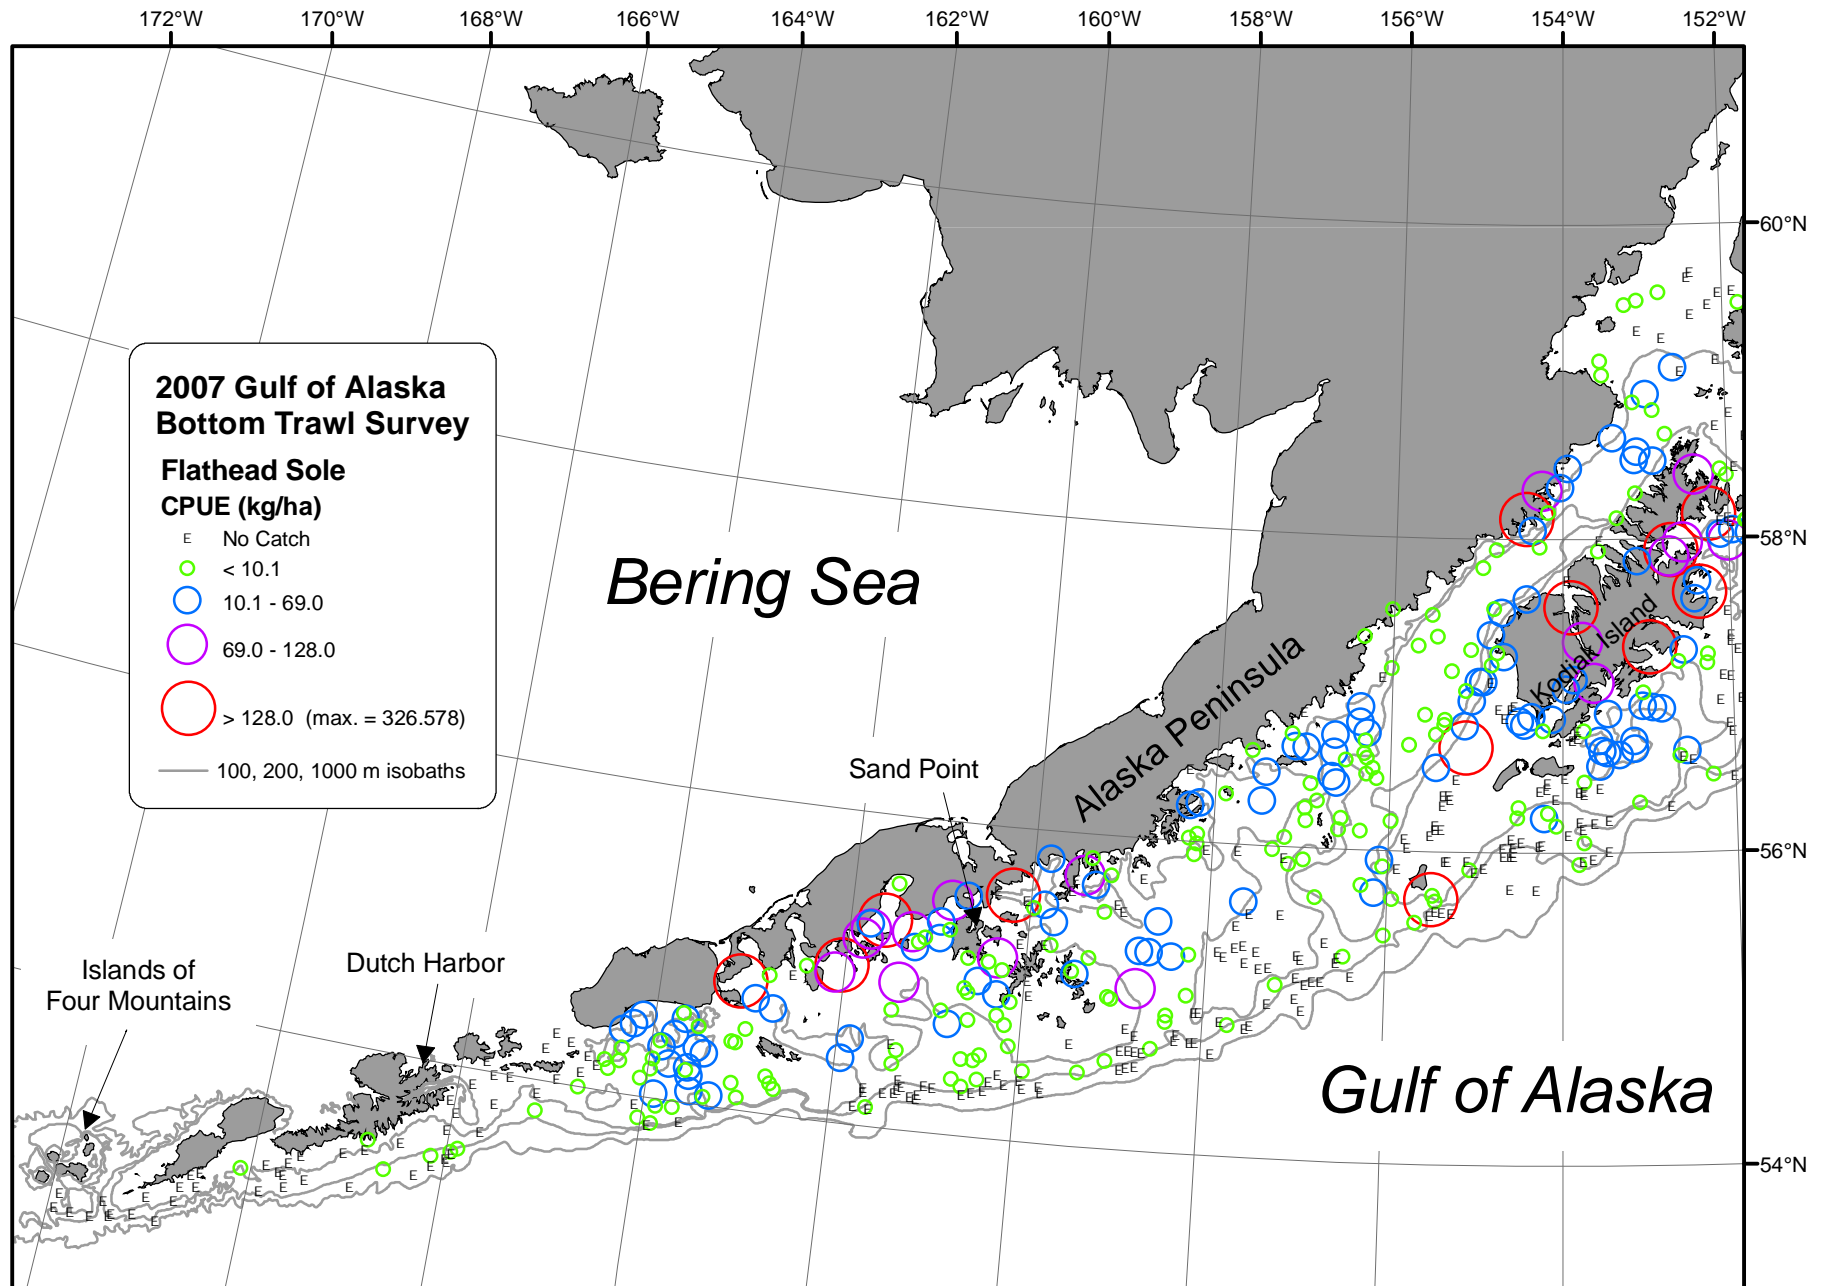 172°W 170°W 168°W 166°W 164°W 162°W 160°W 158°W 156°W 154°W 152°W
60°N
2007 Gulf of Alaska
Bottom Trawl Survey
Flathead Sole
CPUE (kg/ha)
E No Catch
< 10.1
10.1 - 69.0
69.0 - 128.0
> 128.0 (max. = 326.578)
100, 200, 1000 m isobaths
58°N
Bering Sea
Kodiak Island
Alaska Peninsula
Sand Point
56°N
Dutch Harbor
Islands of
Four Mountains
Gulf of Alaska
54°N